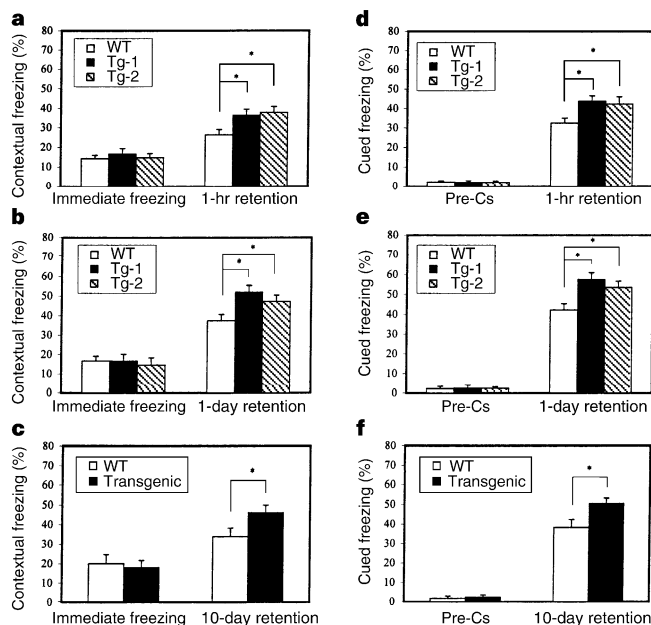 a
Contextual freezing (%)
80
70
60
50
40
30
20
10
0
WT
Tg-1
Tg-2
*
*
Immediate freezing 1-hr retention
d
Cued freezing (%)
80
70
60
50
40
30
20
10
0
WT
Tg-1
Tg-2
*
*
Pre-Cs 1-hr retention
b
Contextual freezing (%)
80
70
60
50
40
30
20
10
0
WT
Tg-1
Tg-2
*
*
Immediate freezing 1-day retention
e
Cued freezing (%)
80
70
60
50
40
30
20
10
0
WT
Tg-1
Tg-2
*
*
Pre-Cs 1-day retention
c
Contextual freezing (%)
80
70
60
50
40
30
20
10
0
WT
Transgenic
*
Immediate freezing 10-day retention
f
Cued freezing (%)
80
70
60
50
40
30
20
10
0
WT
Transgenic
*
Pre-Cs 10-day retention